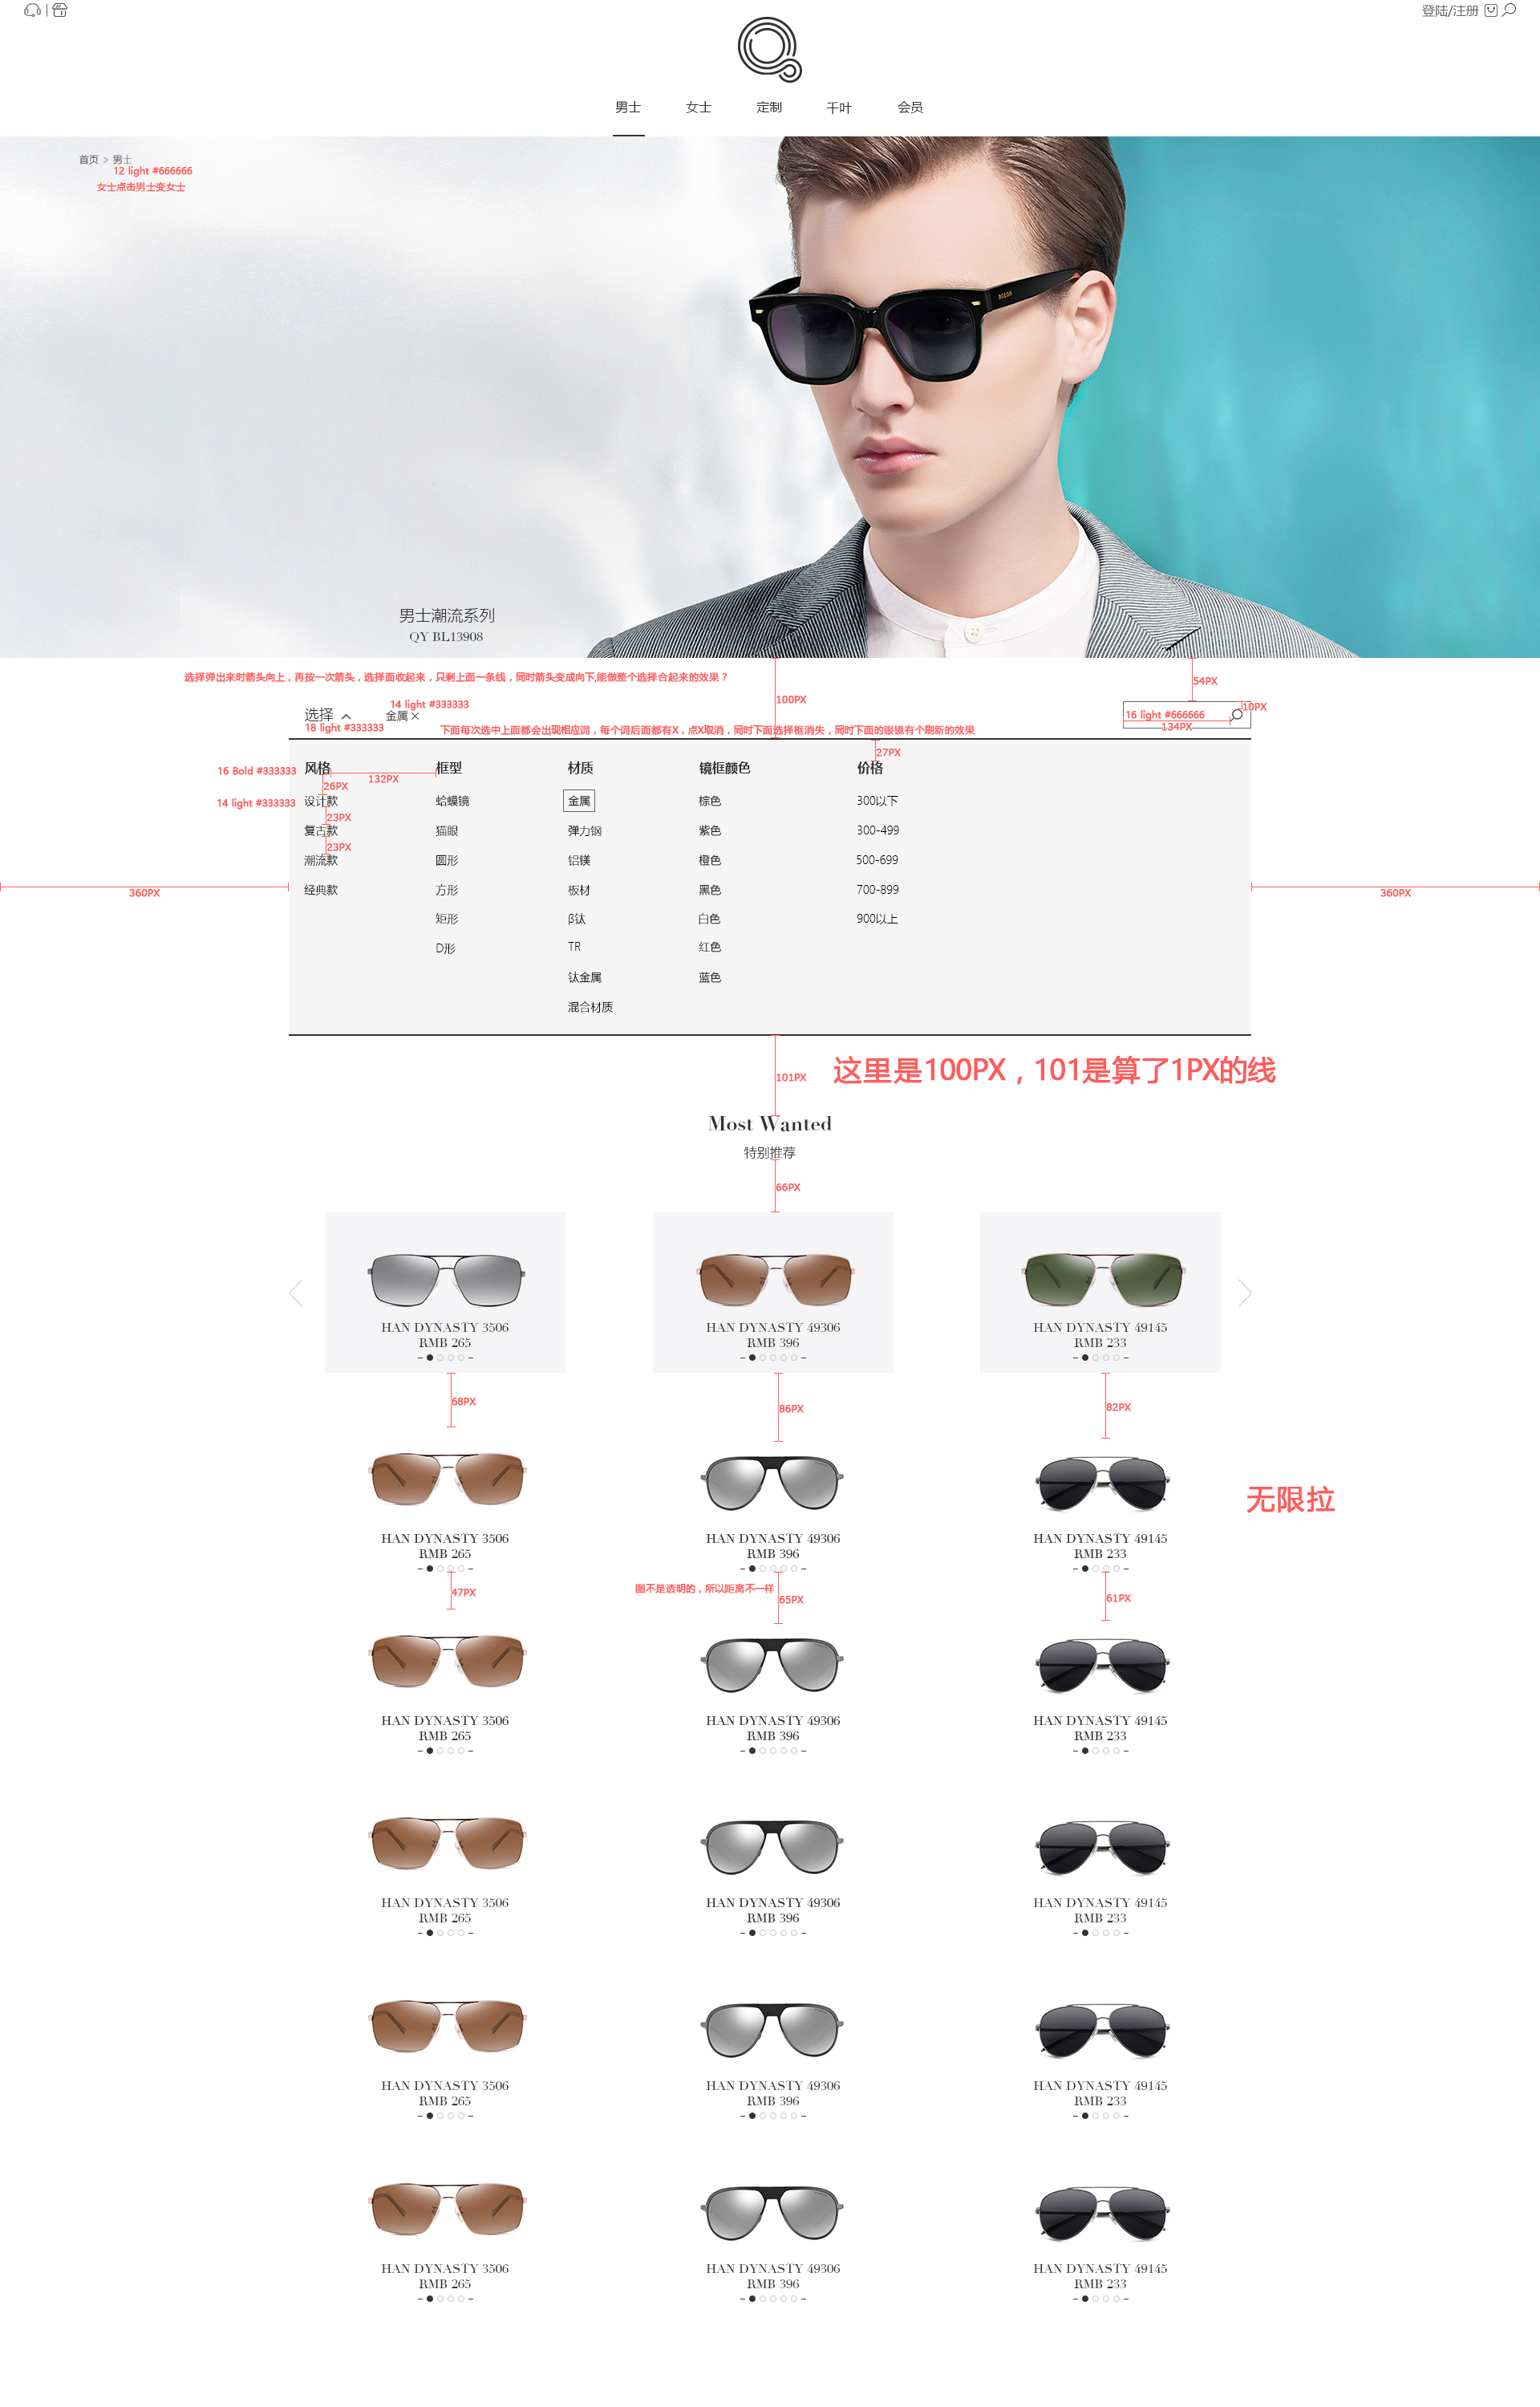 登陆/注册
男士 女士 定制 千叶 会员
首页 > 男士
12 light #666666
女士点击男士变女士
BOLON
男士潮流系列
QY BL13908
选择弹出来时箭头向上，再按一次箭头，选择面收起来，只剩上面一条线，同时箭头变成向下,能做整个选择合起来的效果？
100PX
54PX
14 light #333333
10PX
选择 金属 ×
16 light #666666
18 light #333333
134PX
下面每次选中上面都会出现相应词，每个词后面都有X，点X取消，同时下面选择框消失，同时下面的眼镜有个刷新的效果
27PX
16 Bold #333333
风格 框型 材质 镜框颜色 价格
132PX
26PX
14 light #333333
设计款 蛤蟆镜 金属 棕色 300以下
23PX
复古款 猫眼 弹力钢 紫色 300-499
23PX
潮流款 圆形 铝镁 橙色 500-699
经典款 方形 板材 黑色 700-899
360PX
360PX
矩形 β钛 白色 900以上
D形 TR 红色
钛金属 蓝色
混合材质
这里是100PX，101是算了1PX的线
101PX
Most Wanted
特别推荐
66PX
HAN DYNASTY 3506 HAN DYNASTY 49306 HAN DYNASTY 49145
RMB 265 RMB 396 RMB 233
68PX 86PX 82PX
无限拉
HAN DYNASTY 3506 HAN DYNASTY 49306 HAN DYNASTY 49145
RMB 265 RMB 396 RMB 233
图不是透明的，所以距离不一样
47PX 65PX 61PX
HAN DYNASTY 3506 HAN DYNASTY 49306 HAN DYNASTY 49145
RMB 265 RMB 396 RMB 233
HAN DYNASTY 3506 HAN DYNASTY 49306 HAN DYNASTY 49145
RMB 265 RMB 396 RMB 233
HAN DYNASTY 3506 HAN DYNASTY 49306 HAN DYNASTY 49145
RMB 265 RMB 396 RMB 233
HAN DYNASTY 3506 HAN DYNASTY 49306 HAN DYNASTY 49145
RMB 265 RMB 396 RMB 233